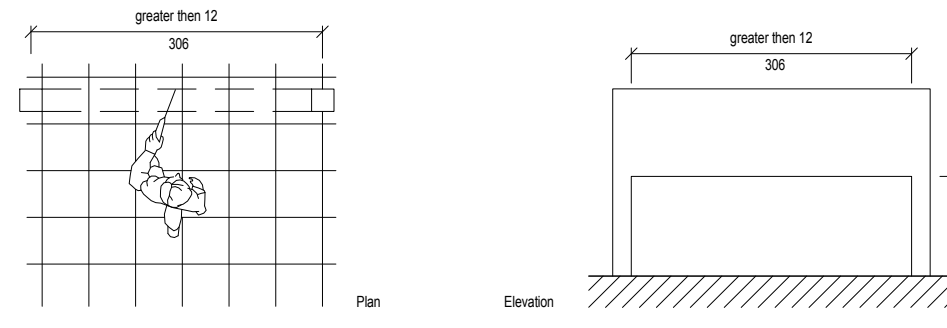 greater then 12
306
greater then 12
306
Plan
Elevation